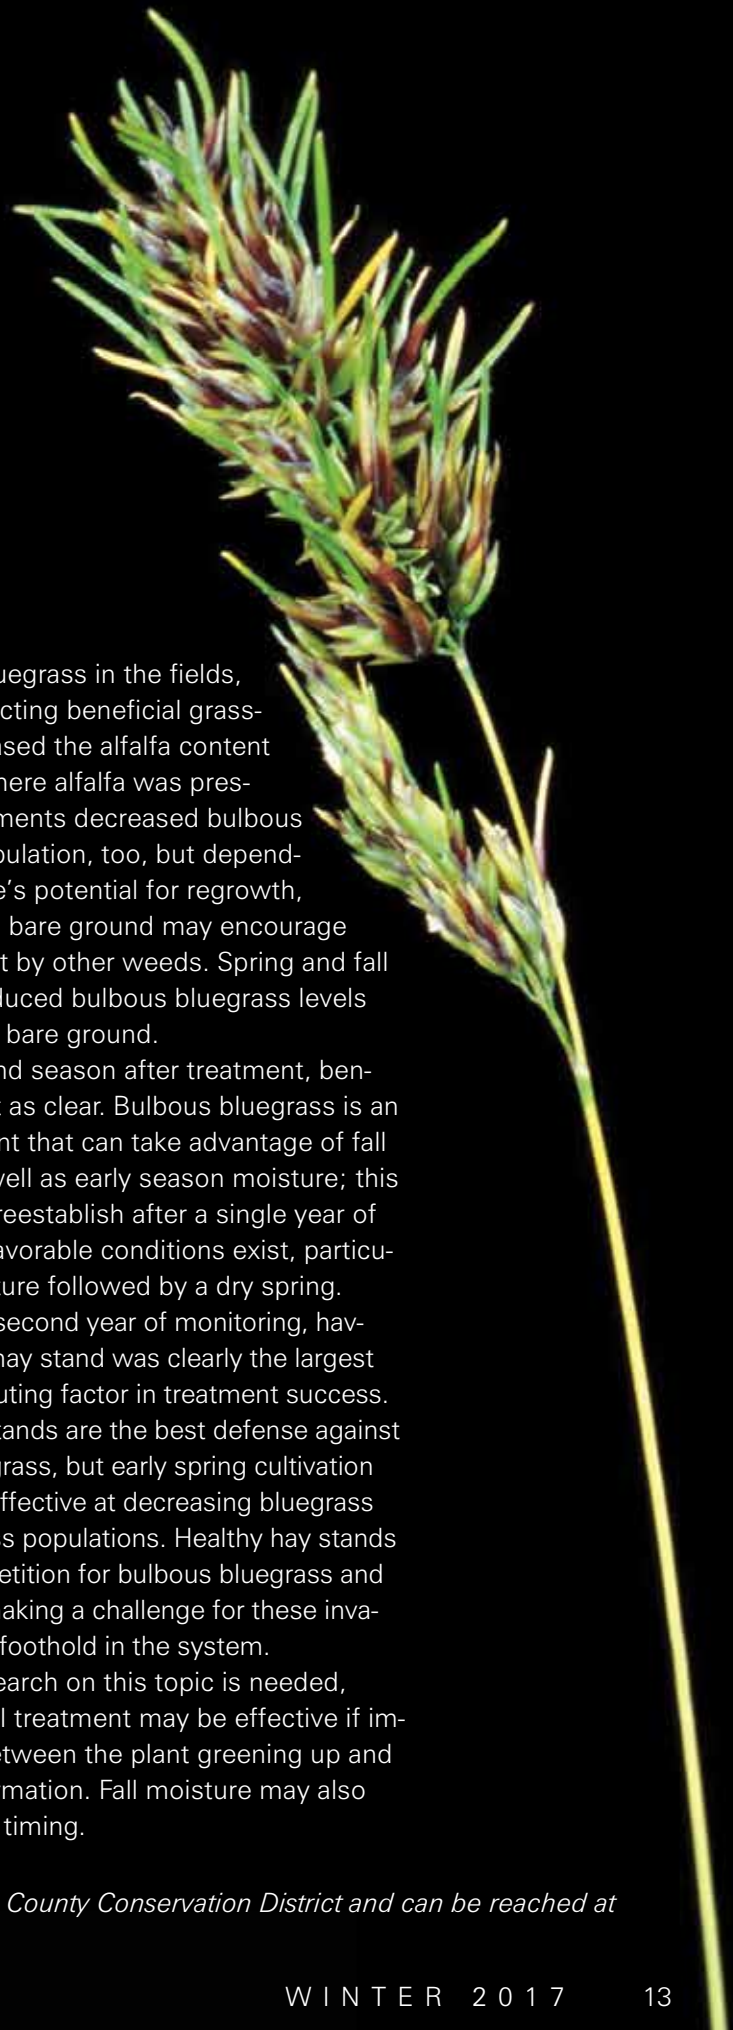 uegrass in the fields,
cting beneficial grass-
ased the alfalfa content
here alfalfa was pres-
ments decreased bulbous
pulation, too, but depend-
e’s potential for regrowth,
bare ground may encourage
t by other weeds. Spring and fall
duced bulbous bluegrass levels
bare ground.
nd season after treatment, ben-
t as clear. Bulbous bluegrass is an
nt that can take advantage of fall
well as early season moisture; this
reestablish after a single year of
avorable conditions exist, particu-
ture followed by a dry spring.
second year of monitoring, hav-
hay stand was clearly the largest
uting factor in treatment success.
tands are the best defense against
grass, but early spring cultivation
effective at decreasing bluegrass
ss populations. Healthy hay stands
etition for bulbous bluegrass and
naking a challenge for these inva-
foothold in the system.
earch on this topic is needed,
l treatment may be effective if im-
etween the plant greening up and
rmation. Fall moisture may also
timing.
County Conservation District and can be reached at
WINTER 2017 13